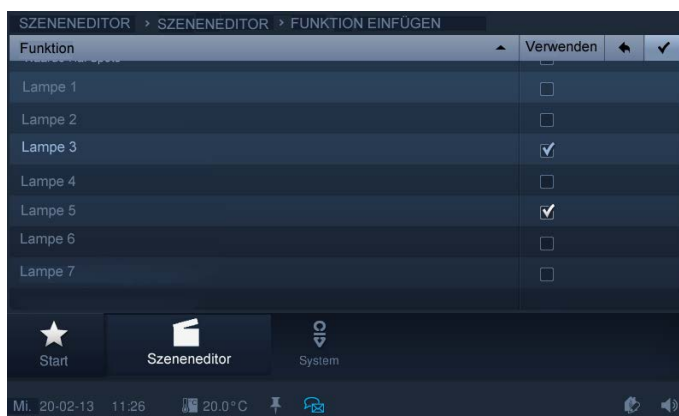 SZENENEDITOR > SZENENEDITOR > FUNKTION EINFÜGEN
Funktion Verwenden
Lampe 1
Lampe 2
Lampe 3
Lampe 4
Lampe 5
Lampe 6
Lampe 7
Start Szeneneditor System
Mi. 20-02-13 11:26 20.0°C